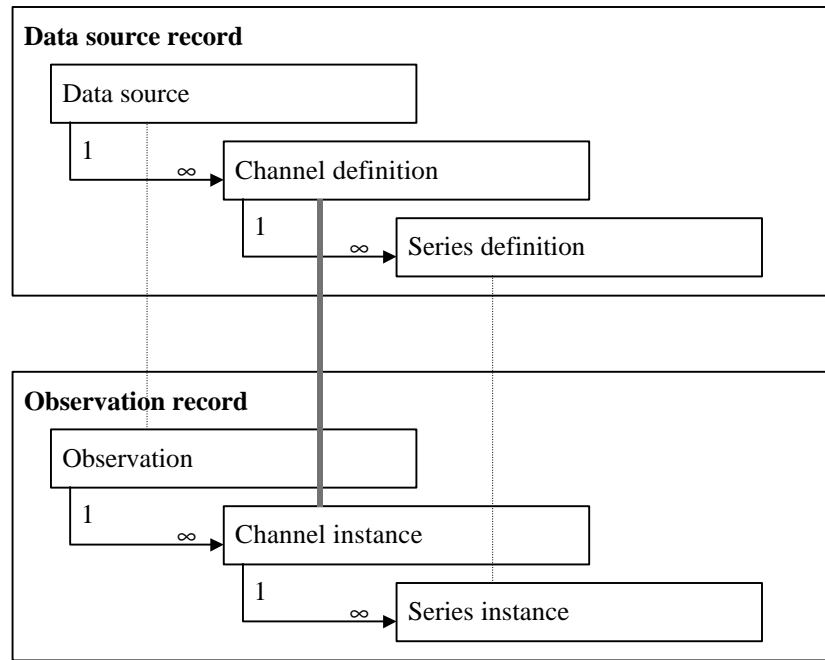 Data source record
Data source
1
∞
Channel definition
1
∞
Series definition
Observation record
Observation
1
∞
Channel instance
1
∞
Series instance